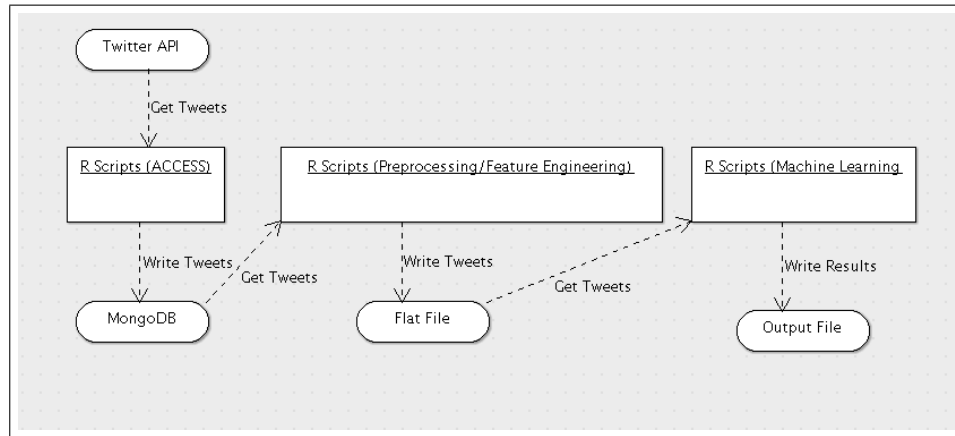 Twitter API
Get Tweets
R Scripts (ACCESS)
R Scripts (Preprocessing/Feature Engineering)
R Scripts (Machine Learning
Write Tweets
Get Tweets
Write Tweets
Get Tweets
Write Results
MongoDB
Flat File
Output File